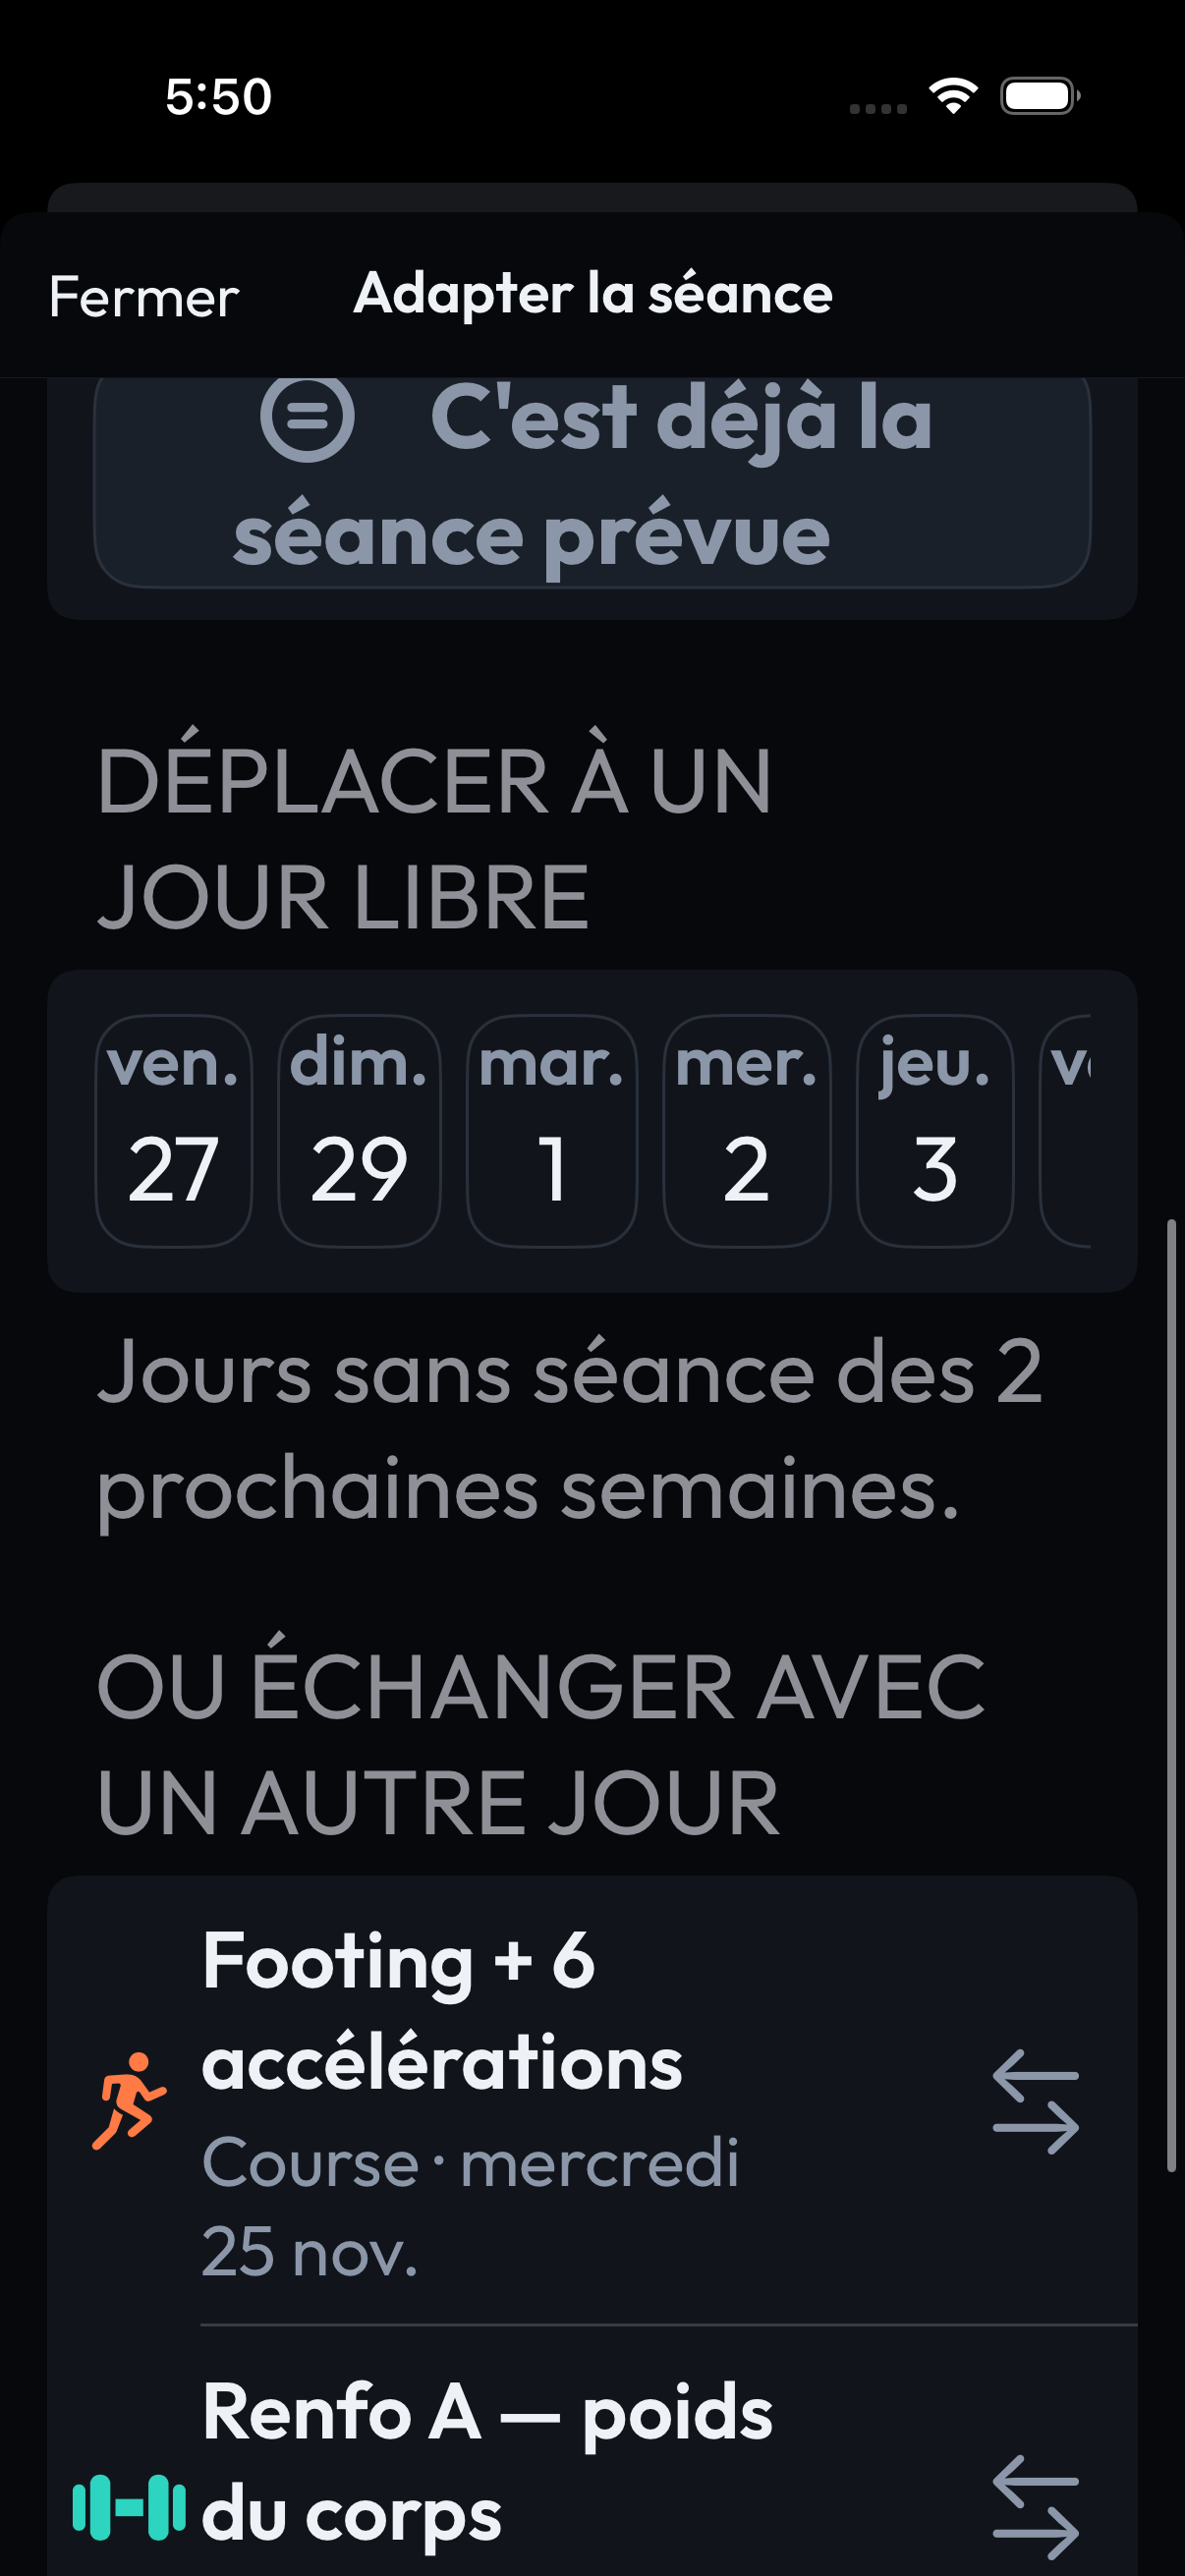 5:50
Fermer
Adapter la séance
C'est déjà la
séance prévue
DÉPLACER À UN
JOUR LIBRE
ven. dim. mar. mer. jeu.
27 29 1 2 3
Jours sans séance des 2
prochaines semaines.
OU ÉCHANGER AVEC
UN AUTRE JOUR
Footing + 6
accélérations
Course · mercredi
25 nov.
Renfo A — poids
du corps